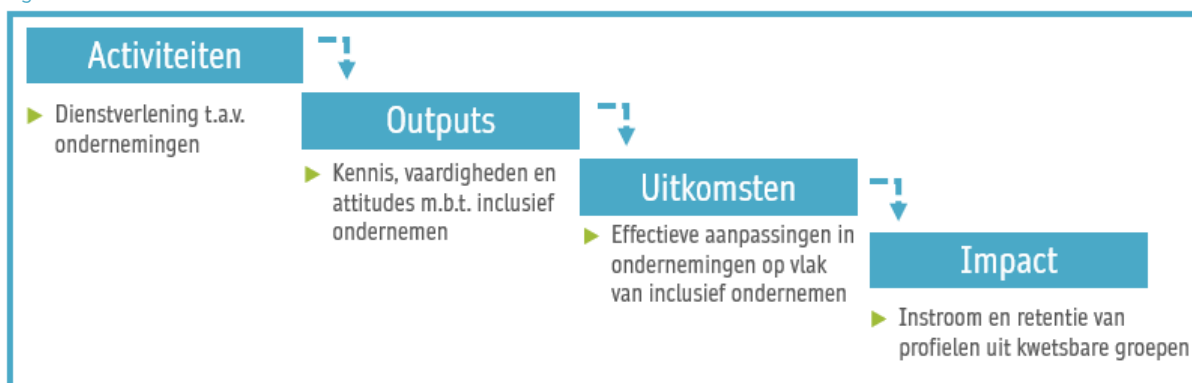 Activiteiten
Dienstverlening t.a.v.
ondernemingen
Outputs
Kennis, vaardigheden en
attitudes m.b.t. inclusief
ondernemen
Uitkomsten
Effectieve aanpassingen in
ondernemingen op vlak
van inclusief ondernemen
Impact
Instroom en retentie van
profielen uit kwetsbare groepen